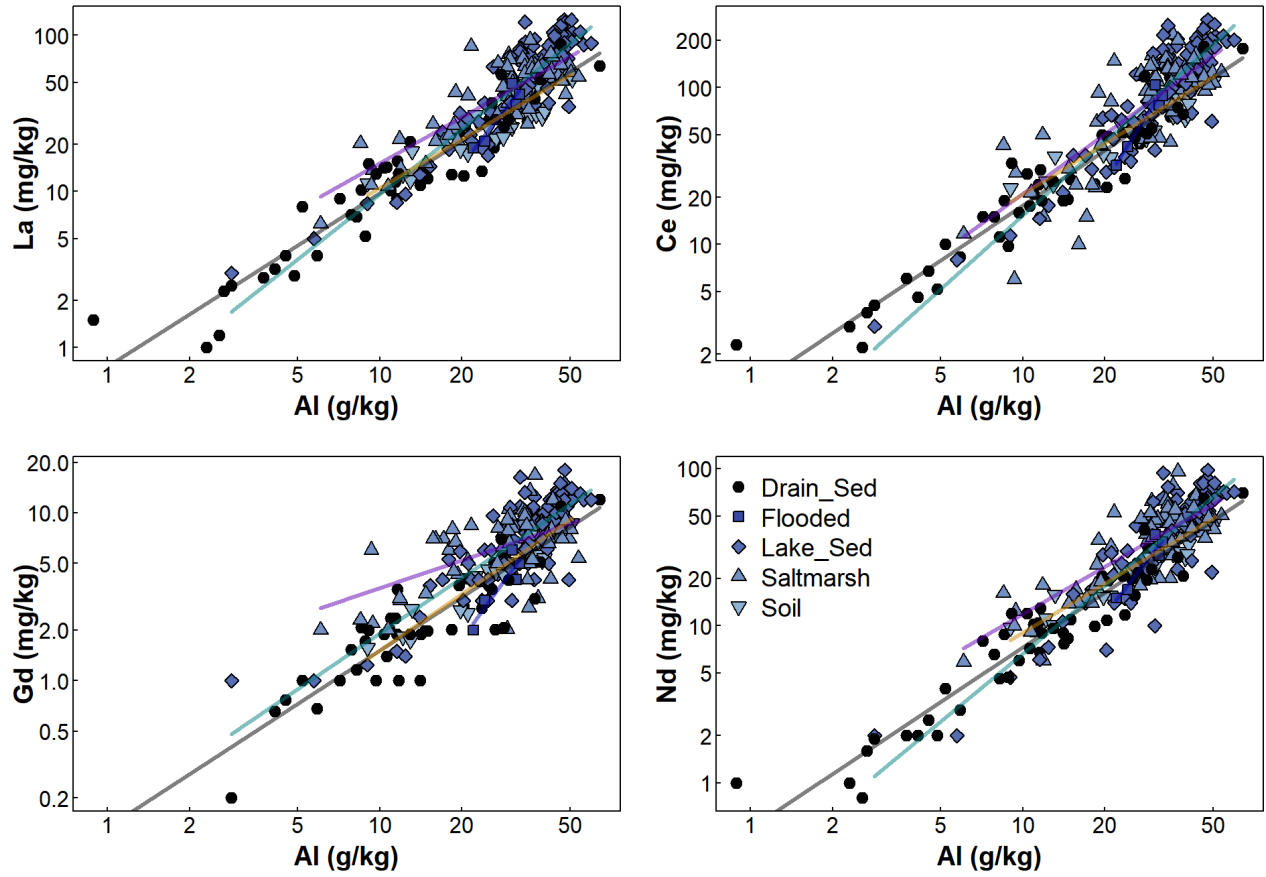 100
50
20
10
5
2
1
La (mg/kg)
1 2 5 10 20 50
Al (g/kg)
200
100
50
20
10
5
2
Ce (mg/kg)
1 2 5 10 20 50
Al (g/kg)
20.0
10.0
5.0
2.0
1.0
0.5
0.2
Gd (mg/kg)
1 2 5 10 20 50
Al (g/kg)
100
50
20
10
5
2
1
Nd (mg/kg)
Drain_Sed
Flooded
Lake_Sed
Saltmarsh
Soil
1 2 5 10 20 50
Al (g/kg)